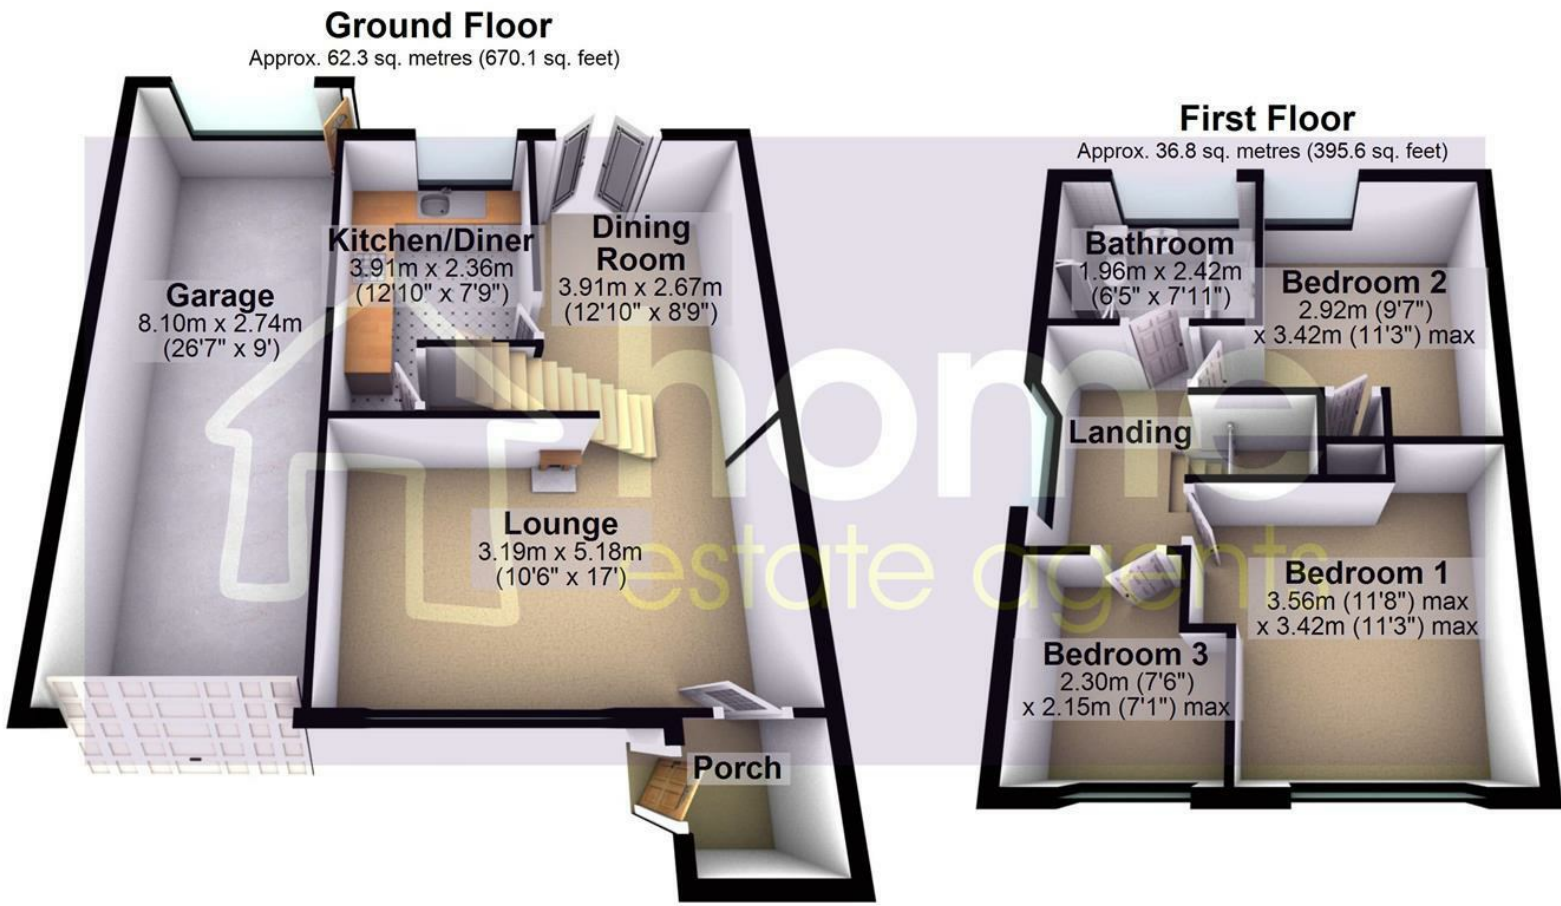 Ground Floor
Approx. 62.3 sq. metres (670.1 sq. feet)
Garage
8.10m x 2.74m
(26'7" x 9')
Kitchen/Diner
3.91m x 2.36m
(12'10" x 7'9")
Dining
Room
3.91m x 2.67m
(12'10" x 8'9")
Lounge
3.19m x 5.18m
(10'6" x 17')
Porch
First Floor
Approx. 36.8 sq. metres (395.6 sq. feet)
Bathroom
1.96m x 2.42m
(6'5" x 7'11")
Bedroom 2
2.92m (9'7")
x 3.42m (11'3") max
Landing
Bedroom 1
3.56m (11'8") max
x 3.42m (11'3") max
Bedroom 3
2.30m (7'6")
x 2.15m (7'1") max
home
estate agents